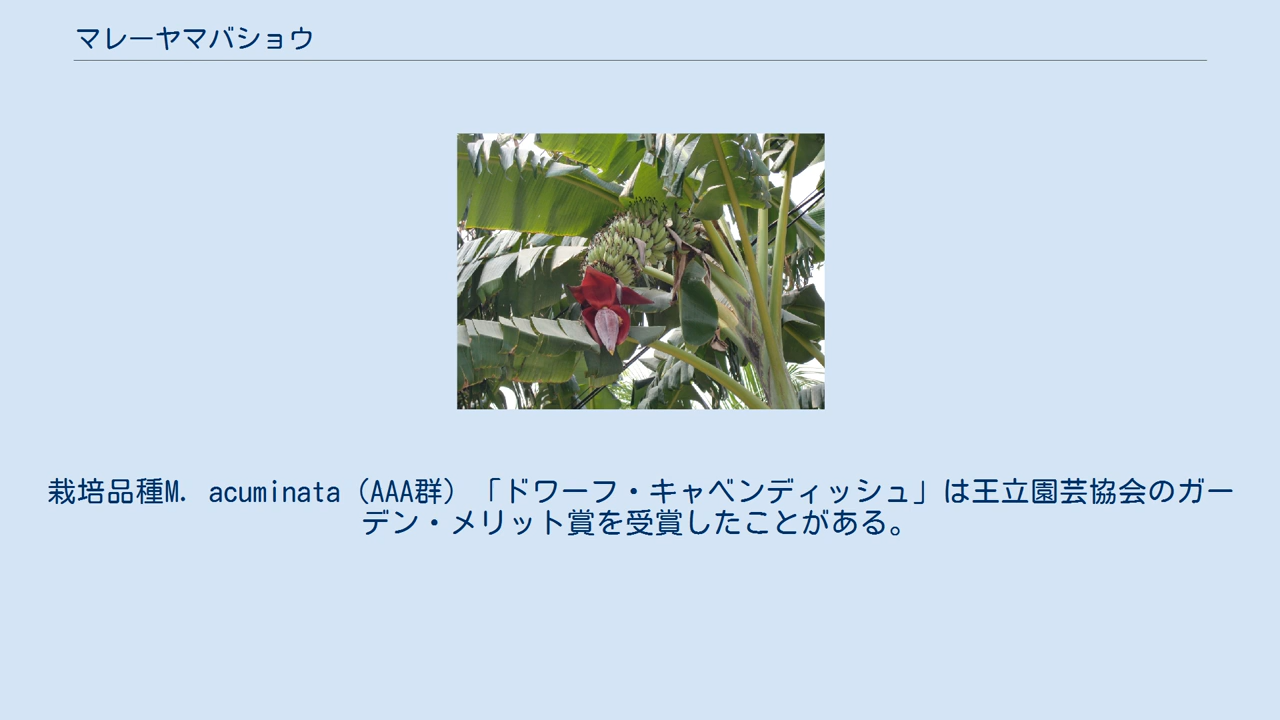 マレーヤマバショウ
栽培品種M. acuminata（AAA群）「ドワーフ・キャベンディッシュ」は王立園芸協会のガー
デン・メリット賞を受賞したことがある。